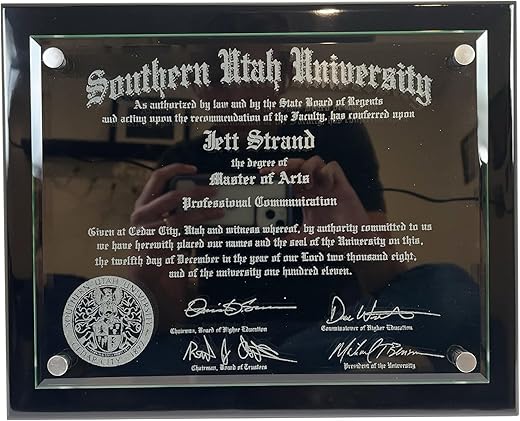 Southern Utah University
As authorized by law and by the State Board of Regents
and acting upon the recommendation of the Faculty, has conferred upon
Jett Strand
the degree of
Master of Arts
Professional Communication
Given at Cedar City, Utah and witness whereof, by authority committed to us
we have herewith placed our names and the seal of the University on this,
the twelfth day of December in the year of our Lord two thousand eight,
and of the university one hundred eleven.
Chairman, Board of Higher Education
Commissioner of Higher Education
Chairman, Board of Trustees
President of the University
SOUTHERN UTAH UNIVERSITY
CEDAR CITY